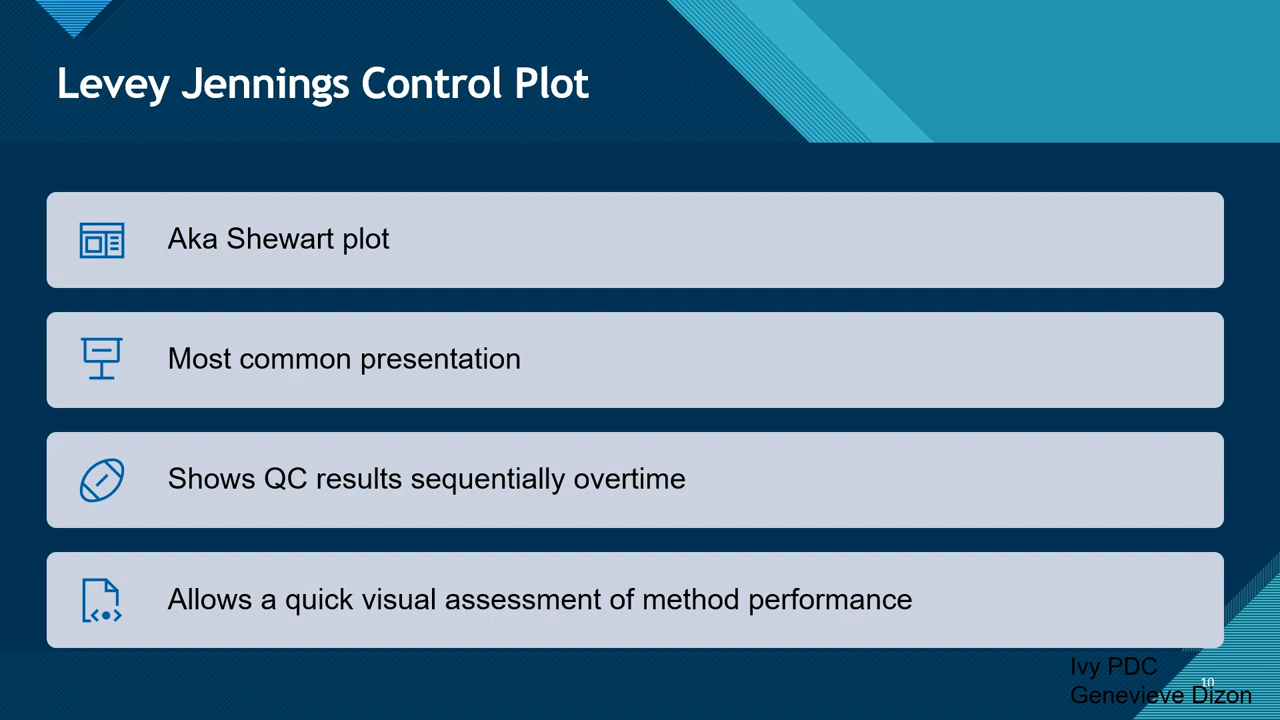 Levey Jennings Control Plot
Aka Shewart plot
Most common presentation
Shows QC results sequentially overtime
Allows a quick visual assessment of method performance
Ivy PDC
10
Genevieve Dizon